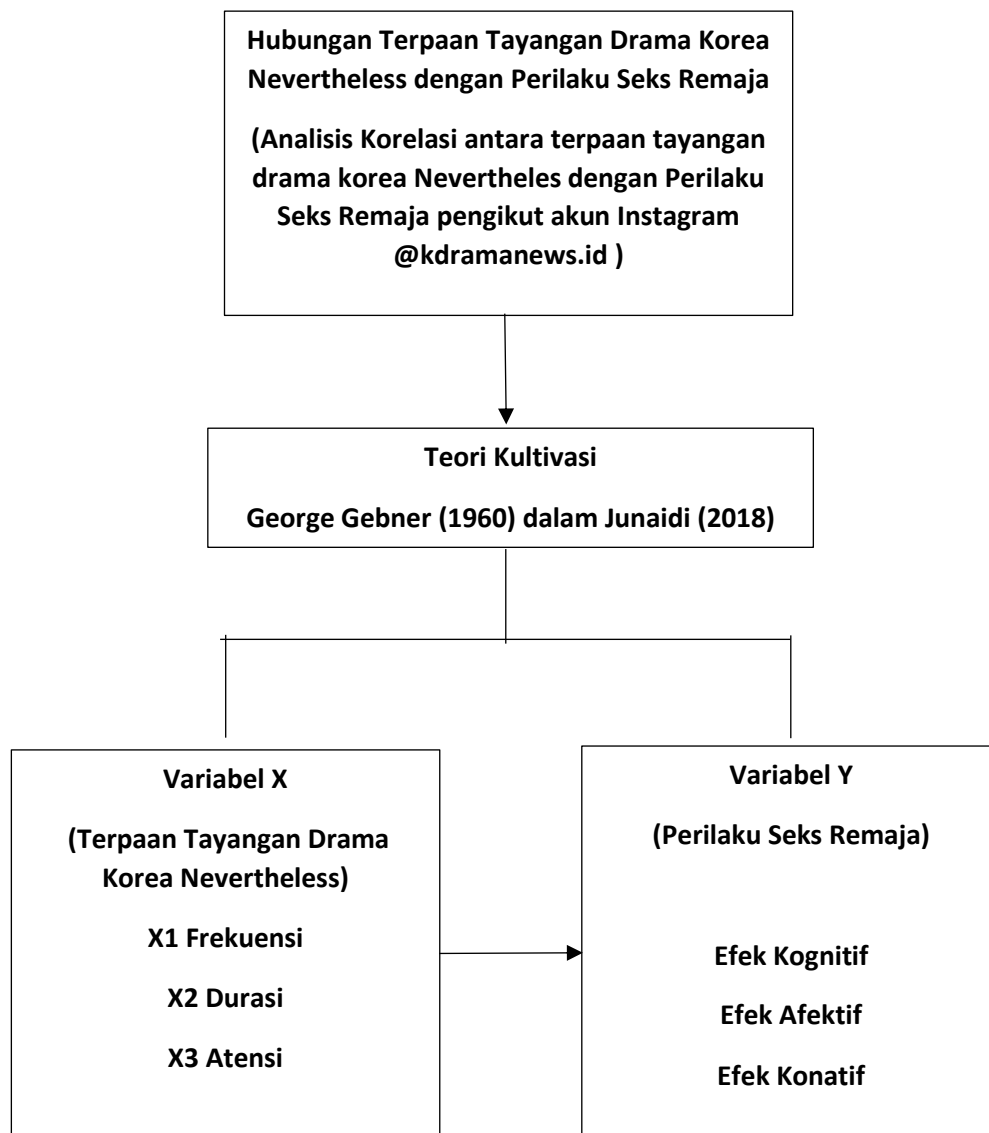 Hubungan Terpaan Tayangan Drama Korea
Nevertheless dengan Perilaku Seks Remaja
(Analisis Korelasi antara terpaan tayangan
drama korea Nevertheles dengan Perilaku
Seks Remaja pengikut akun Instagram
@kdramanews.id )
Teori Kultivasi
George Gebner (1960) dalam Junaidi (2018)
Variabel X
(Terpaan Tayangan Drama
Korea Nevertheless)
X1 Frekuensi
X2 Durasi
X3 Atensi
Variabel Y
(Perilaku Seks Remaja)
Efek Kognitif
Efek Afektif
Efek Konatif